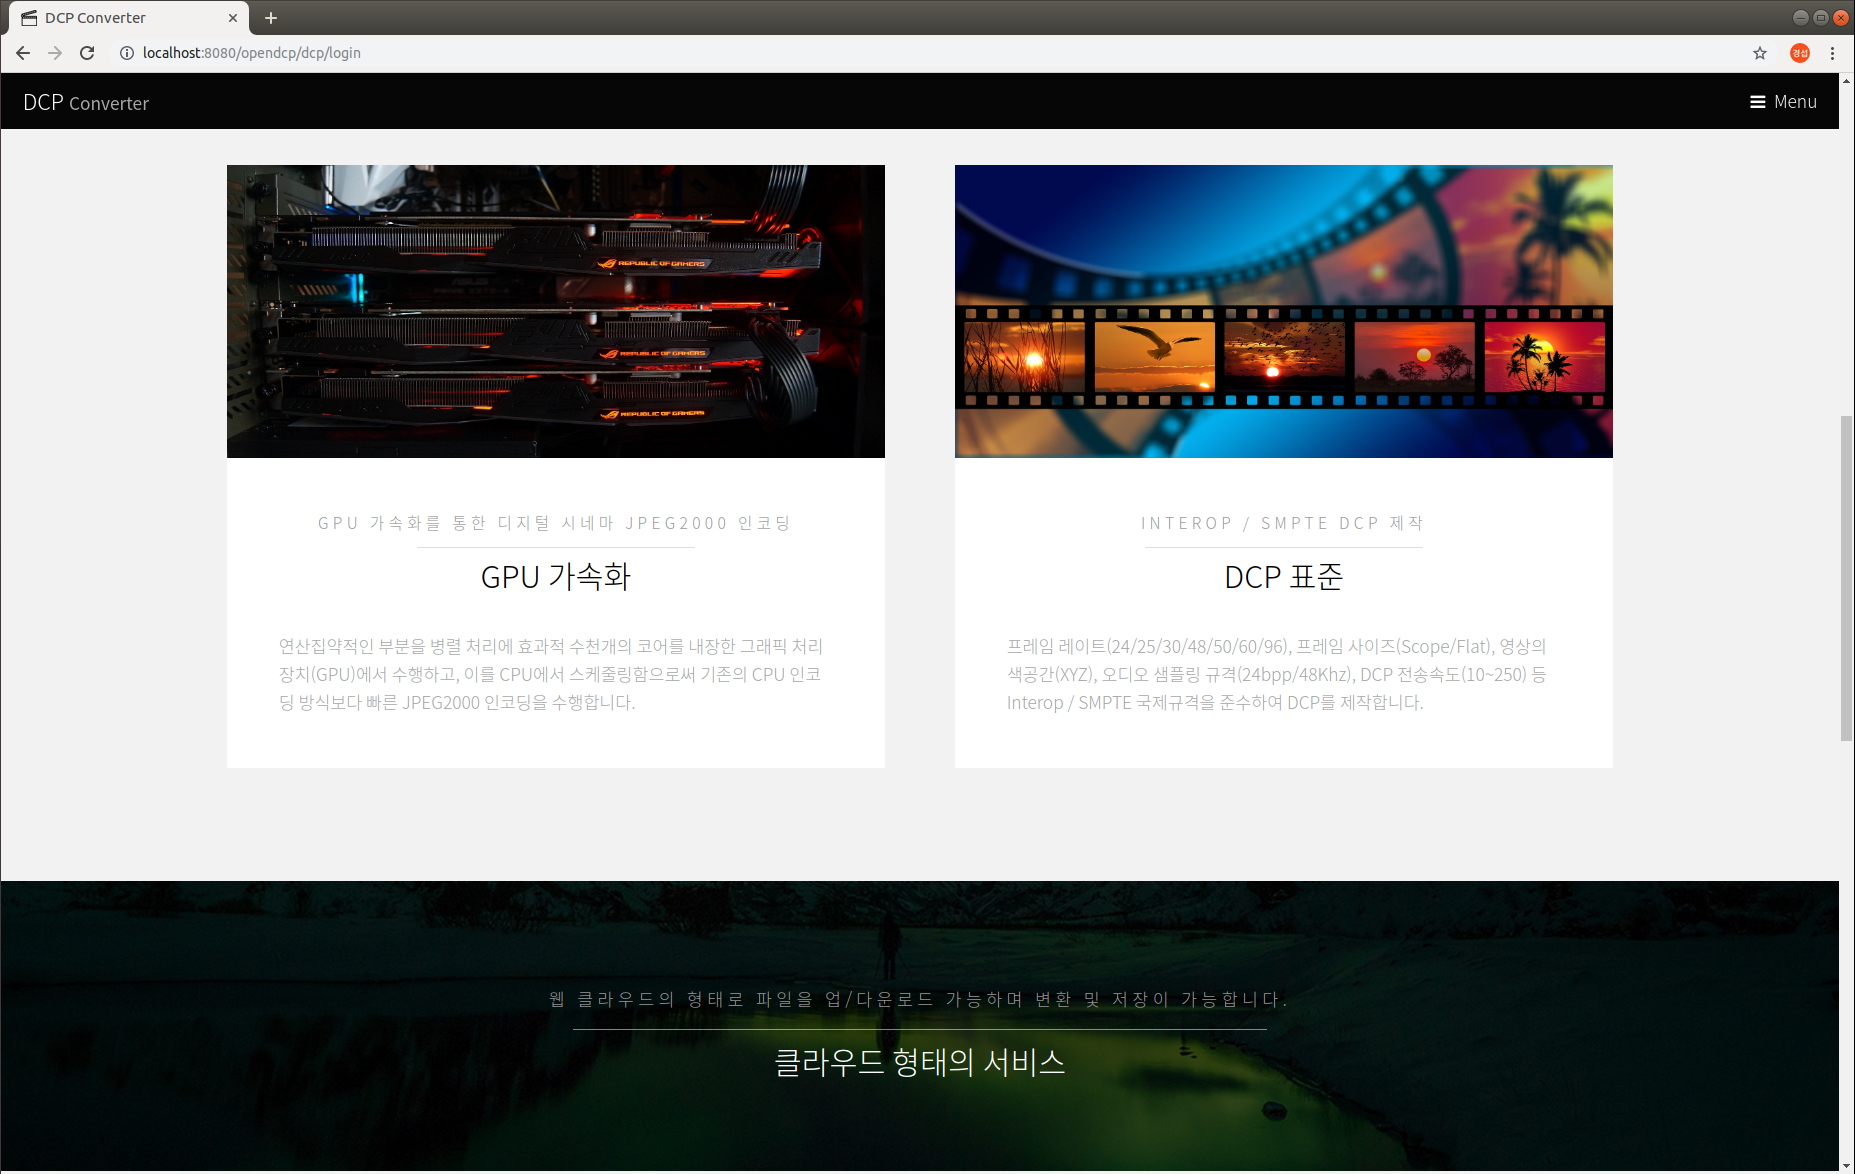 DCP Converter
localhost:8080/opendcp/dcp/login
경섭
DCP Converter
Menu
REPUBLIC OF GAMERS
REPUBLIC OF GAMERS
REPUBLIC OF GAMERS
GPU 가속화를 통한 디지털 시네마 JPEG2000 인코딩
GPU 가속화
연산집약적인 부분을 병렬 처리에 효과적 수천개의 코어를 내장한 그래픽 처리
장치(GPU)에서 수행하고, 이를 CPU에서 스케줄링함으로써 기존의 CPU 인코
딩 방식보다 빠른 JPEG2000 인코딩을 수행합니다.
INTEROP / SMPTE DCP 제작
DCP 표준
프레임 레이트(24/25/30/48/50/60/96), 프레임 사이즈(Scope/Flat), 영상의
색공간(XYZ), 오디오 샘플링 규격(24bpp/48Khz), DCP 전송속도(10~250) 등
Interop / SMPTE 국제규격을 준수하여 DCP를 제작합니다.
웹 클라우드의 형태로 파일을 업/다운로드 가능하며 변환 및 저장이 가능합니다.
클라우드 형태의 서비스